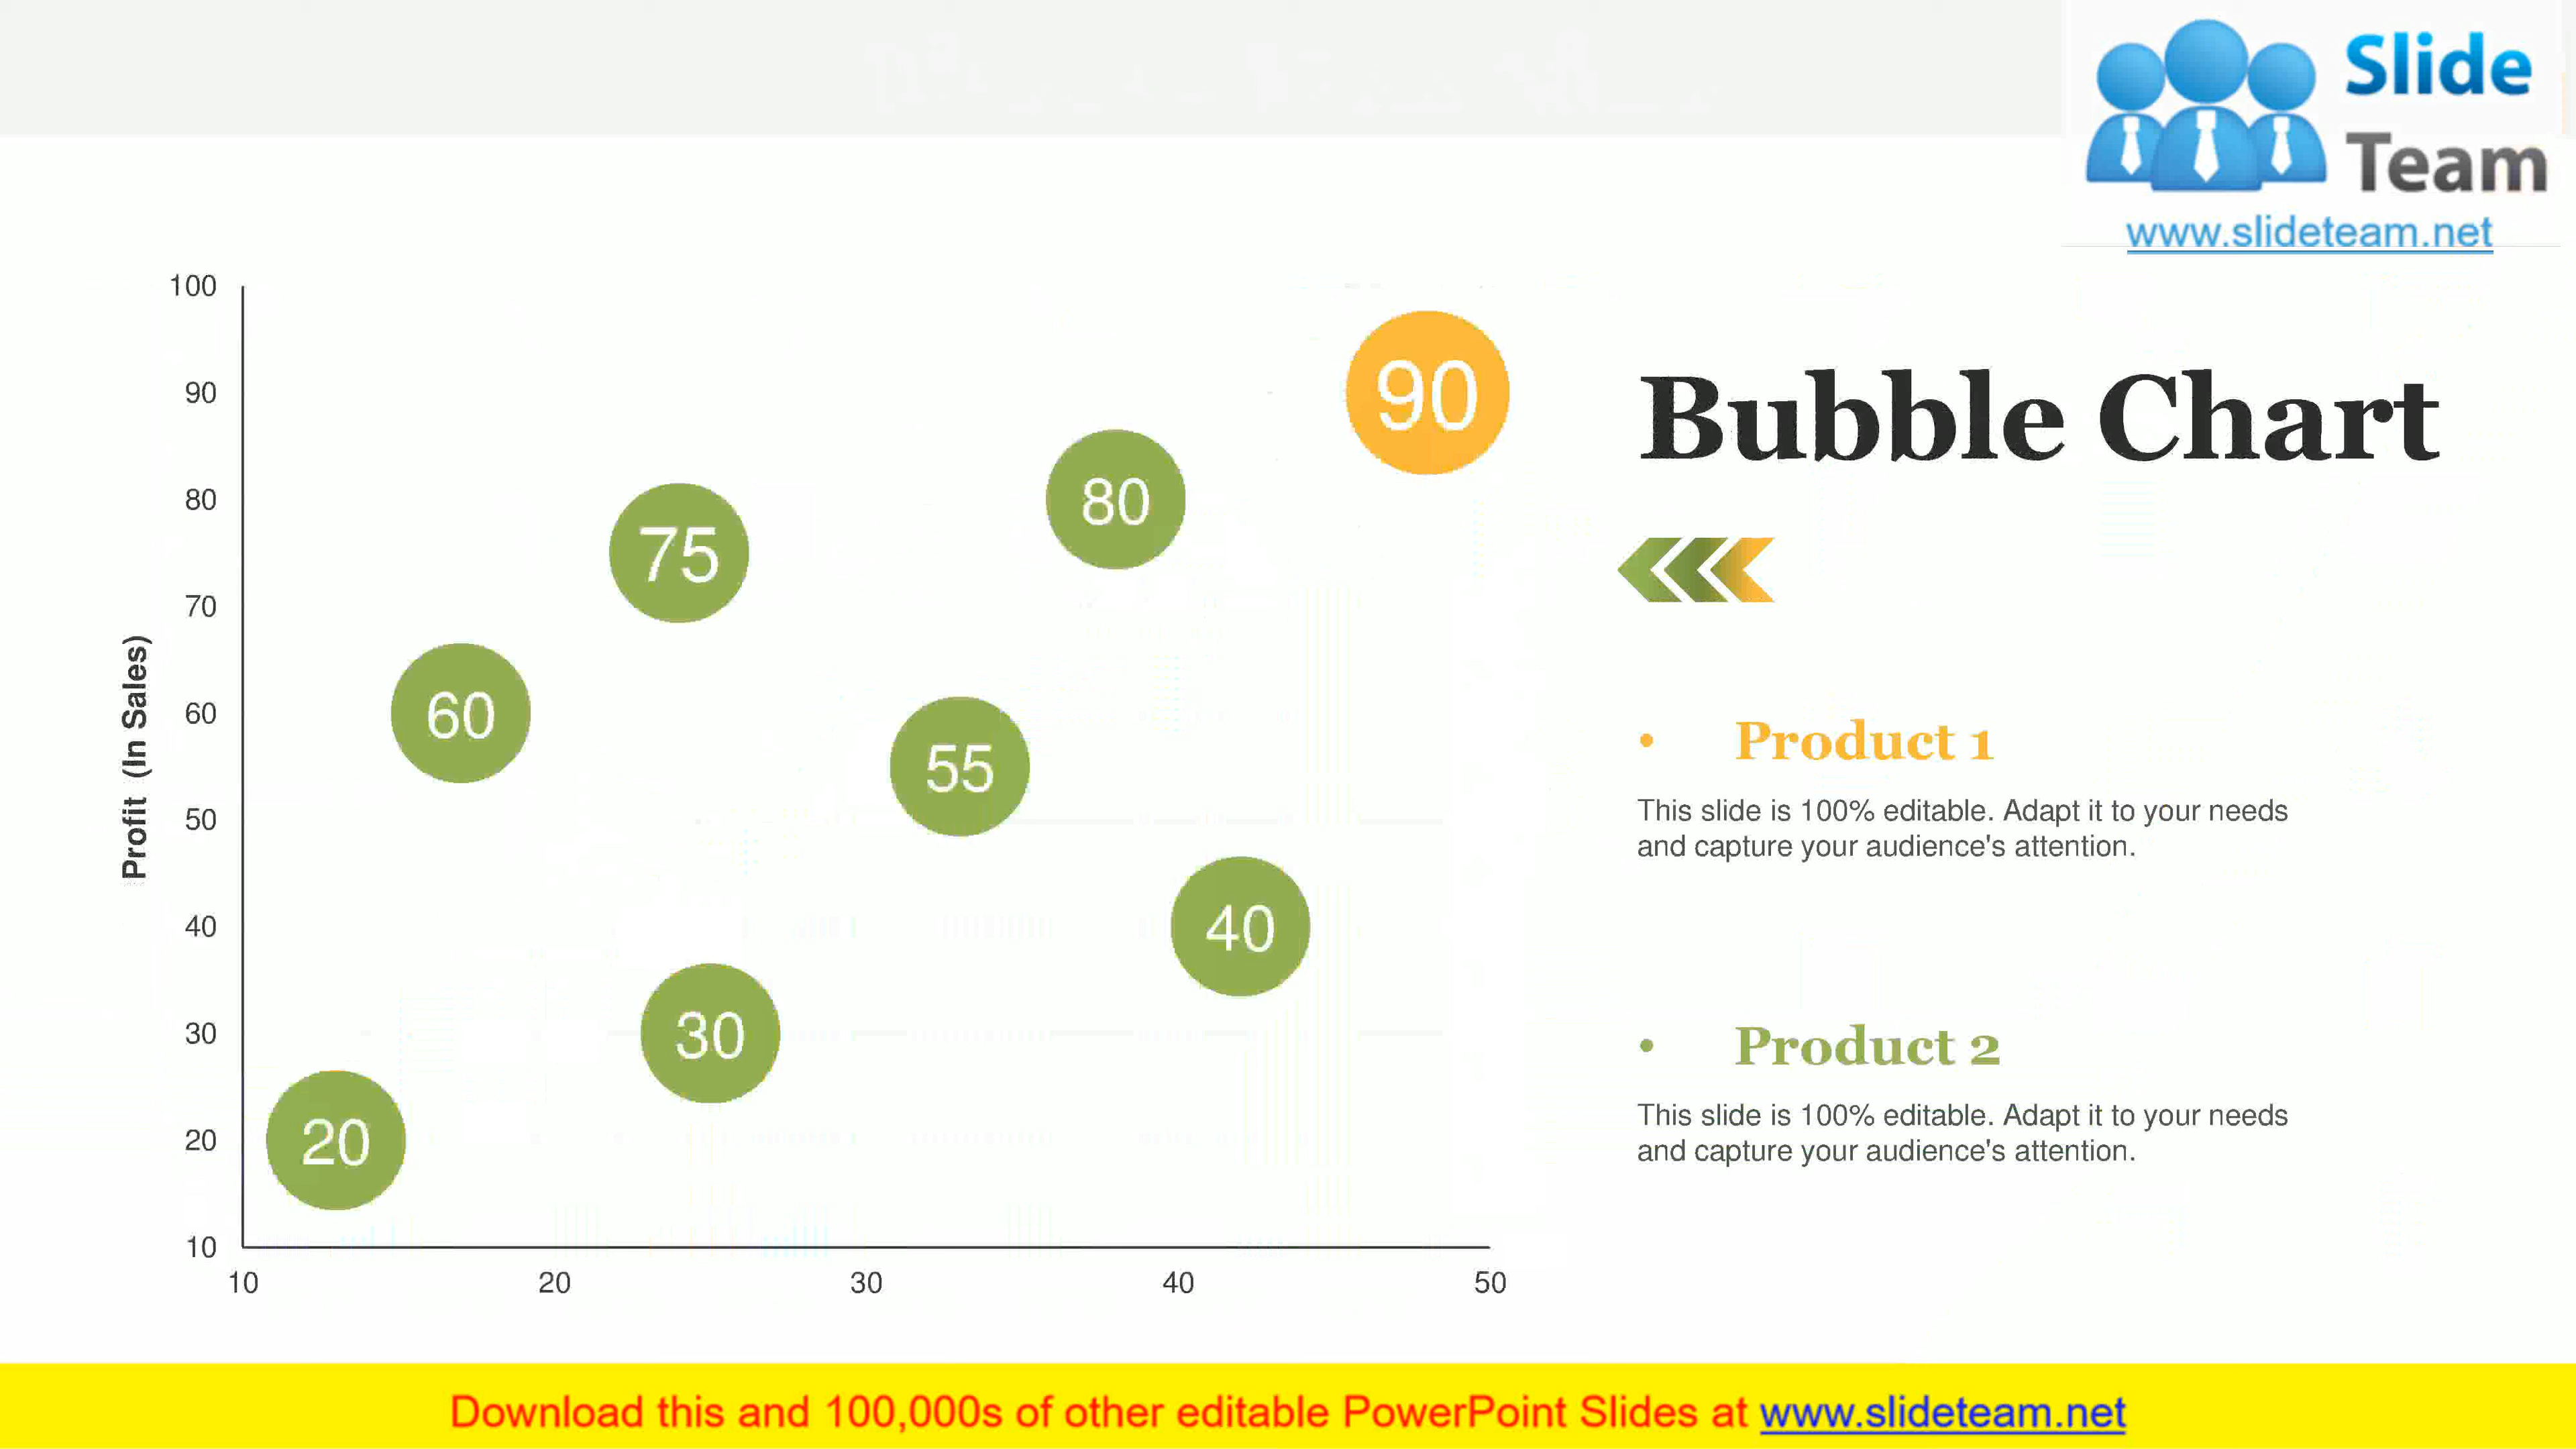 Slide
Team
www.slideteam.net
Bubble Chart
Profit (In Sales)
100
90
80
70
60
50
40
30
20
10
10 20 30 40 50
90
80
75
60
55
40
30
20
• Product 1
This slide is 100% editable. Adapt it to your needs
and capture your audience's attention.
• Product 2
This slide is 100% editable. Adapt it to your needs
and capture your audience's attention.
Download this and 100,000s of other editable PowerPoint Slides at www.slideteam.net